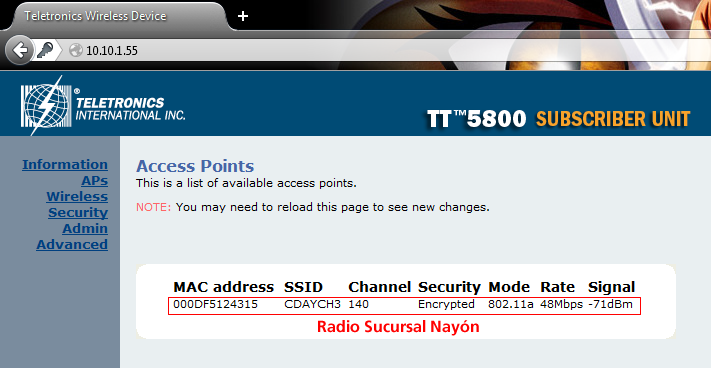 Teletronics Wireless Device
10.10.1.55
TELETRONICS®
INTERNATIONAL INC.
TT™5800 SUBSCRIBER UNIT
Information
APs
Wireless
Security
Admin
Advanced
Access Points
This is a list of available access points.
NOTE: You may need to reload this page to see new changes.
MAC address SSID Channel Security Mode Rate Signal
000DF5124315 CDAYCH3 140 Encrypted 802.11a 48Mbps -71dBm
Radio Sucursal Nayón